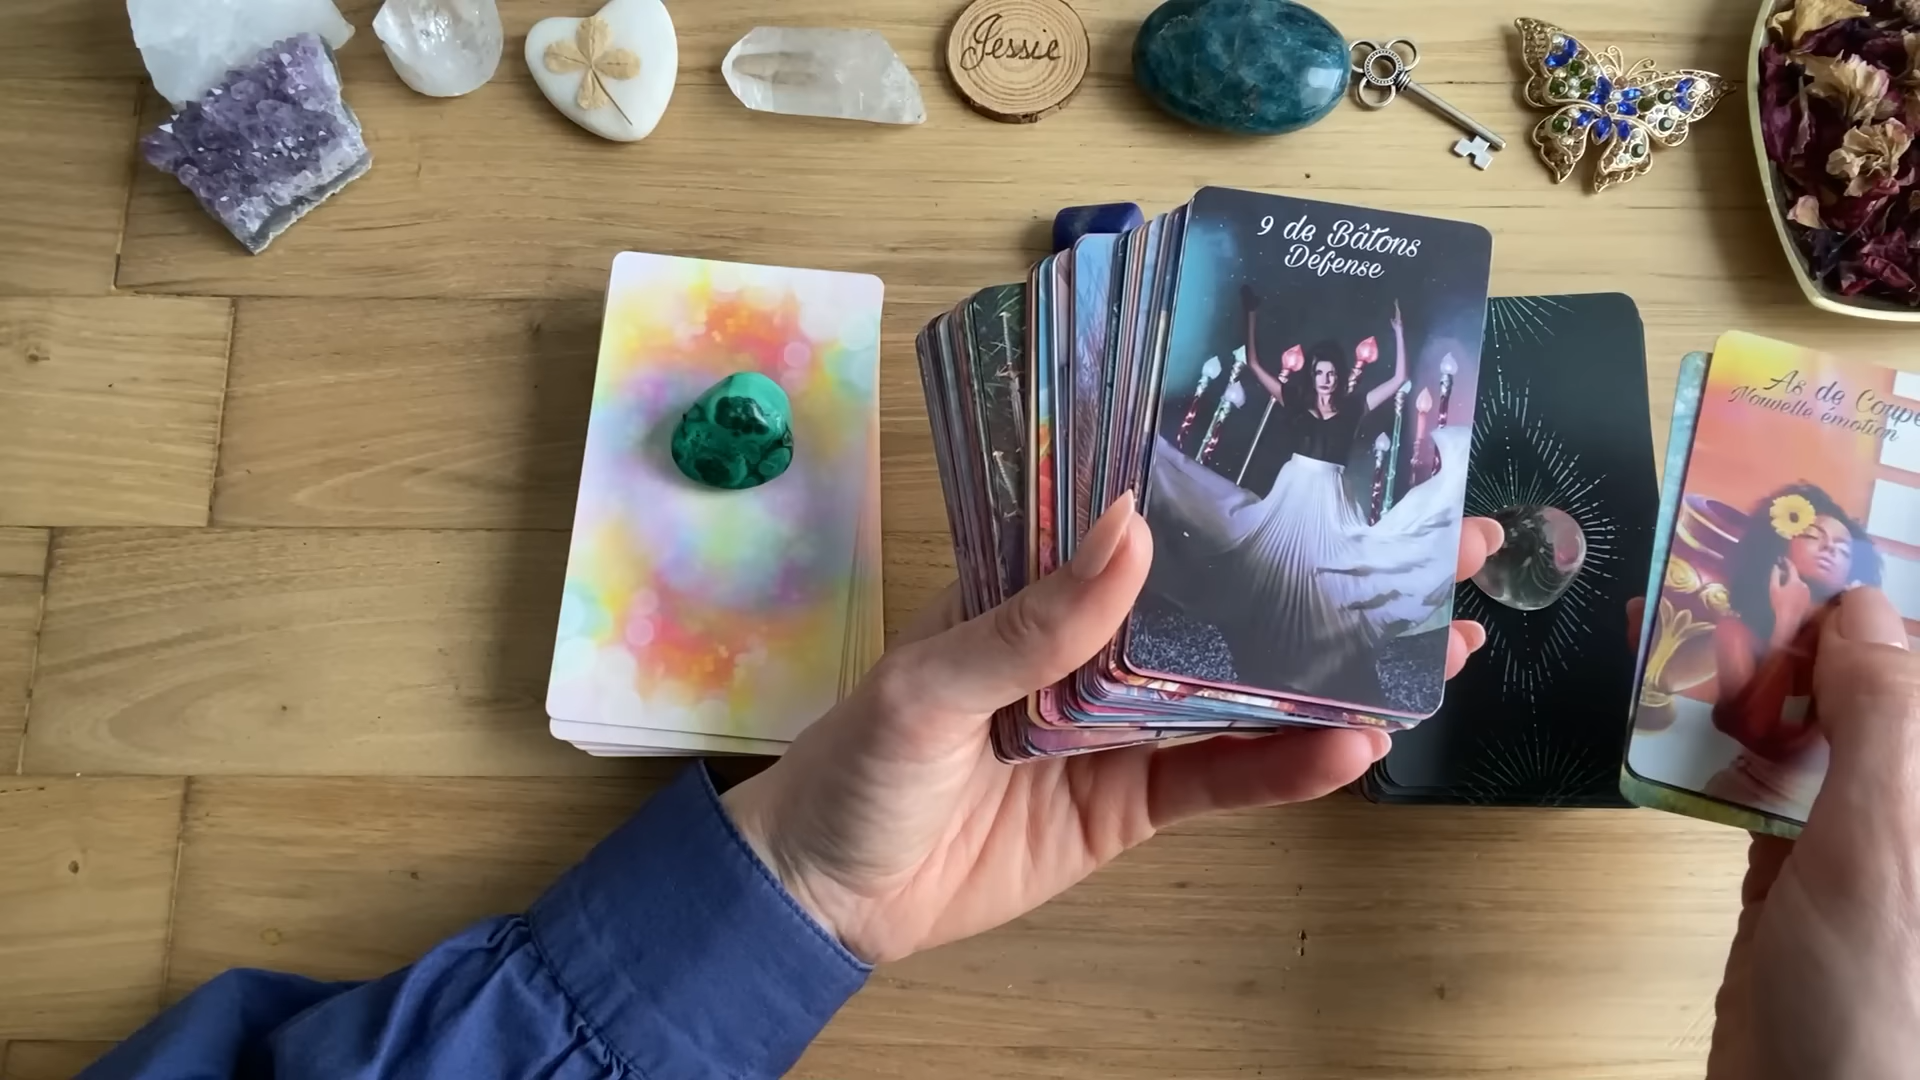 Jessie
9 de Bâtons
Défense
As de Coupe
Nouvelle émotion